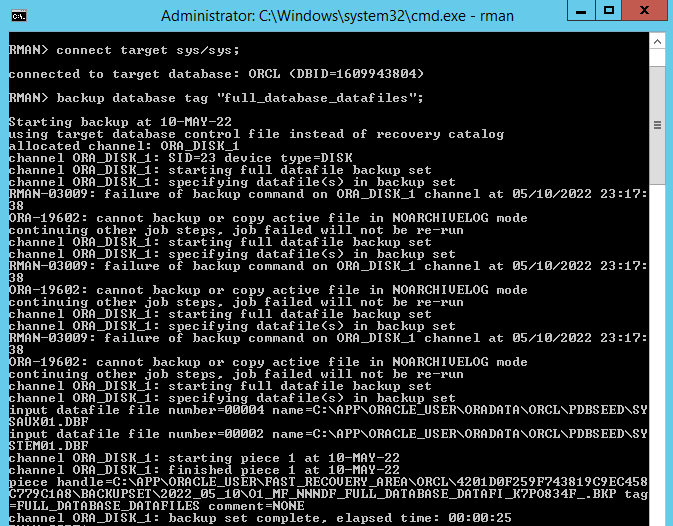 Administrator: C:\Windows\system32\cmd.exe - rman
RMAN> connect target sys/sys;
connected to target database: ORCL (DBID=1609943804)
RMAN> backup database tag "full_database_datafiles";
Starting backup at 10-MAY-22
using target database control file instead of recovery catalog
allocated channel: ORA_DISK_1
channel ORA_DISK_1: SID=23 device type=DISK
channel ORA_DISK_1: starting full datafile backup set
channel ORA_DISK_1: specifying datafile(s) in backup set
RMAN-03009: failure of backup command on ORA_DISK_1 channel at 05/10/2022 23:17:
38
ORA-19602: cannot backup or copy active file in NOARCHIVELOG mode
continuing other job steps, job failed will not be re-run
channel ORA_DISK_1: starting full datafile backup set
channel ORA_DISK_1: specifying datafile(s) in backup set
RMAN-03009: failure of backup command on ORA_DISK_1 channel at 05/10/2022 23:17:
38
ORA-19602: cannot backup or copy active file in NOARCHIVELOG mode
continuing other job steps, job failed will not be re-run
channel ORA_DISK_1: starting full datafile backup set
channel ORA_DISK_1: specifying datafile(s) in backup set
RMAN-03009: failure of backup command on ORA_DISK_1 channel at 05/10/2022 23:17:
38
ORA-19602: cannot backup or copy active file in NOARCHIVELOG mode
continuing other job steps, job failed will not be re-run
channel ORA_DISK_1: starting full datafile backup set
channel ORA_DISK_1: specifying datafile(s) in backup set
input datafile file number=00004 name=C:\APP\ORACLE_USER\ORADATA\ORCL\PDBSEED\SY
SAUX01.DBF
input datafile file number=00002 name=C:\APP\ORACLE_USER\ORADATA\ORCL\PDBSEED\SY
STEM01.DBF
channel ORA_DISK_1: starting piece 1 at 10-MAY-22
channel ORA_DISK_1: finished piece 1 at 10-MAY-22
piece handle=C:\APP\ORACLE_USER\FAST_RECOVERY_AREA\ORCL\4201D0F259F743819C9EC458
C779C1A8\BACKUPSET\2022_05_10\O1_MF_NNNDF_FULL_DATABASE_DATAFI_K7PO834F_.BKP tag
=FULL_DATABASE_DATAFILES comment=NONE
channel ORA_DISK_1: backup set complete, elapsed time: 00:00:25